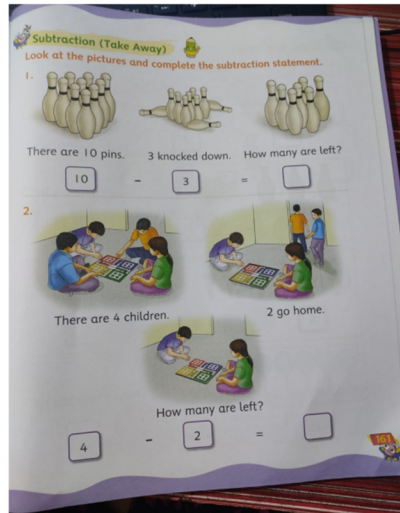 Subtraction (Take Away)
Look at the pictures and complete the subtraction statement.
1.
There are 10 pins. 3 knocked down. How many are left?
10 - 3 =
2.
There are 4 children. 2 go home.
How many are left?
4 - 2 =
161